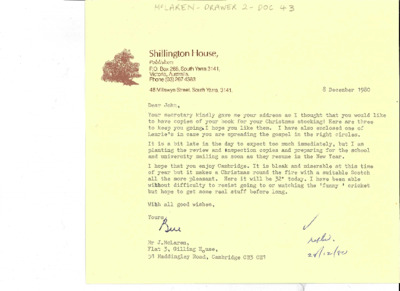 McLAREN - DRAWER 2 - DOC 43
Shillington House,
Publishers
P.O. Box 266, South Yarra 3141,
Victoria, Australia.
Phone (03) 267 4363
48 Millswyn Street, South Yarra, 3141.
8 December 1980
Dear John,
Your secretary kindly gave me your address as I thought that you would like
to have copies of your book for your Christmas stocking! Here are three
to keep you going. I hope you like them. I have also enclosed one of
Laurie's in case you are spreading the gospel in the right circles.
It is a bit late in the day to expect too much immediately, but I am
planting the review and inspection copies and preparing for the school
and university mailing as soon as they resume in the New Year.
I hope that you enjoy Cambridge. It is bleak and miserable at this time
of year but it makes a Christmas round the fire with a suitable Scotch
all the more pleasant. Here it will be 32° today. I have been able
without difficulty to resist going to or watching the 'funny' cricket
but hope to get some real stuff before long.
With all good wishes,
Yours,
Mr J.McLaren,
Flat 3, Gilling House,
51 Maddingley Road, Cambridge